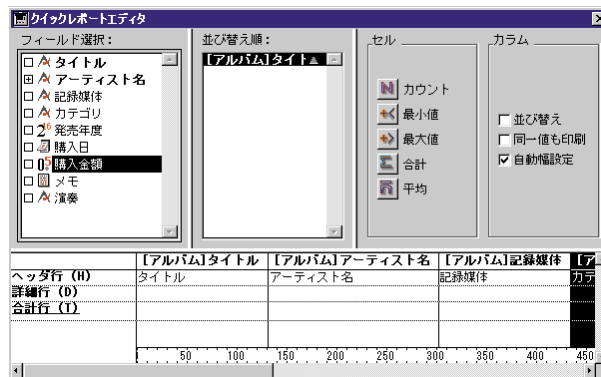 クイックレポートエディタ
フィールド選択：
並び替え順：
セル
カラム
タイトル
アーティスト名
記録媒体
カテゴリ
発売年度
購入日
購入金額
メモ
演奏
[アルバム]タイト
カウント
最小値
最大値
合計
平均
並び替え
同一値も印刷
自動幅設定
[アルバム]タイトル [アルバム]アーティスト名 [アルバム]記録媒体 [ア
ヘッダ行 (H) タイトル アーティスト名 記録媒体 カテ
詳細行 (D)
合計行 (T)
50 100 150 200 250 300 350 400 450